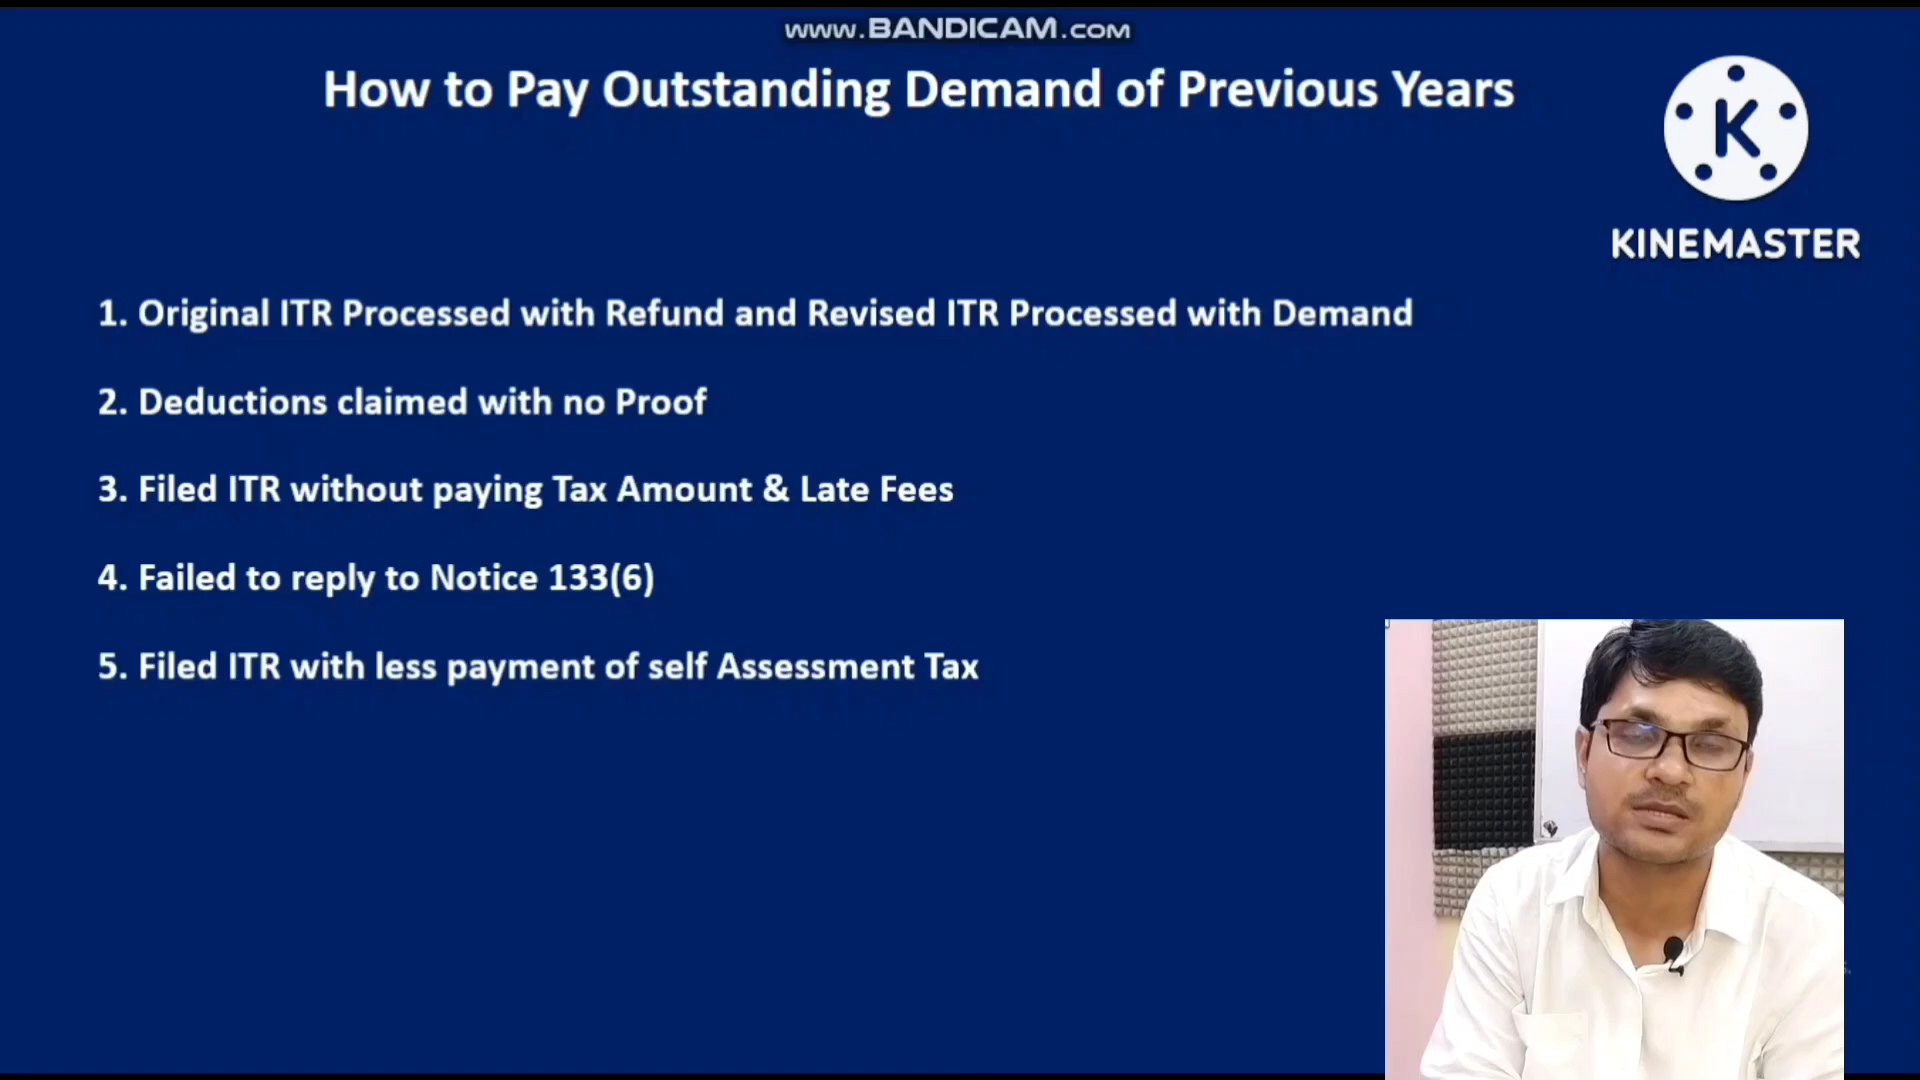 www.BANDICAM.com
How to Pay Outstanding Demand of Previous Years
K
KINEMASTER
1. Original ITR Processed with Refund and Revised ITR Processed with Demand
2. Deductions claimed with no Proof
3. Filed ITR without paying Tax Amount & Late Fees
4. Failed to reply to Notice 133(6)
5. Filed ITR with less payment of self Assessment Tax